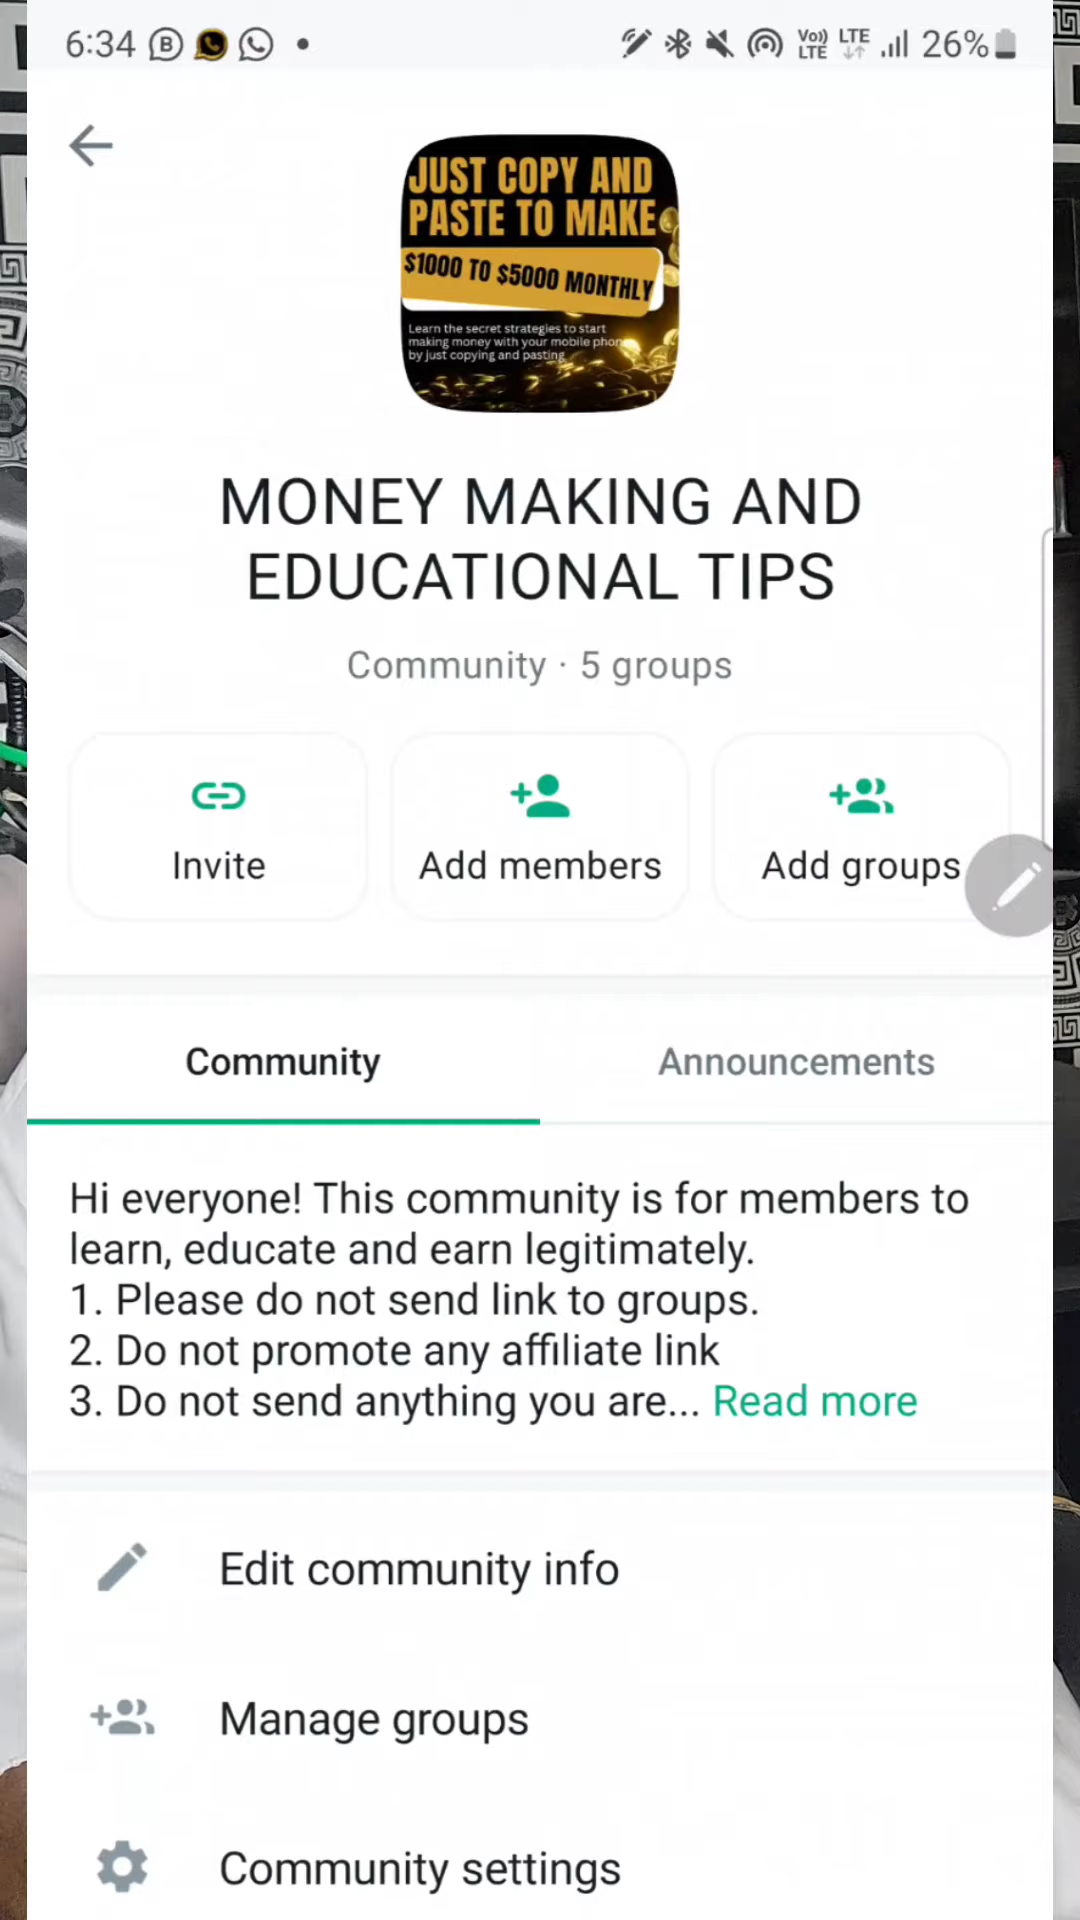 6:34
Vo)) LTE
LTE
26%
JUST COPY AND
PASTE TO MAKE
$1000 TO $5000 MONTHLY
Learn the secret strategies to start
making money with your mobile phon
by just copying and pasting
MONEY MAKING AND
EDUCATIONAL TIPS
Community · 5 groups
Invite
Add members
Add groups
Community
Announcements
Hi everyone! This community is for members to
learn, educate and earn legitimately.
1. Please do not send link to groups.
2. Do not promote any affiliate link
3. Do not send anything you are... Read more
Edit community info
Manage groups
Community settings